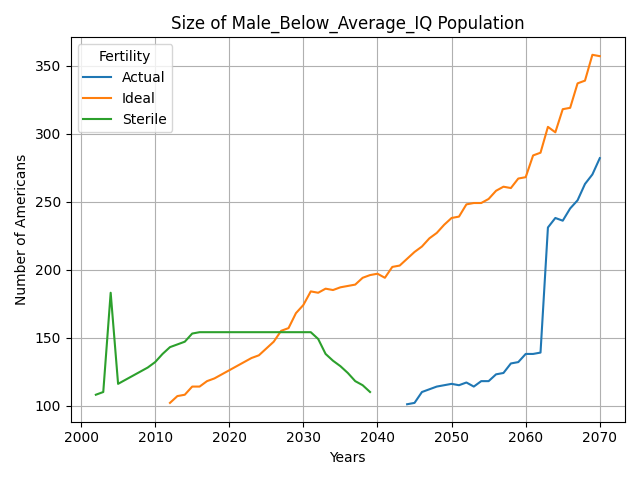 Size of Male_Below_Average_IQ Population
Fertility
Actual
Ideal
Sterile
Number of Americans
350
300
250
200
150
100
2000 2010 2020 2030 2040 2050 2060 2070
Years